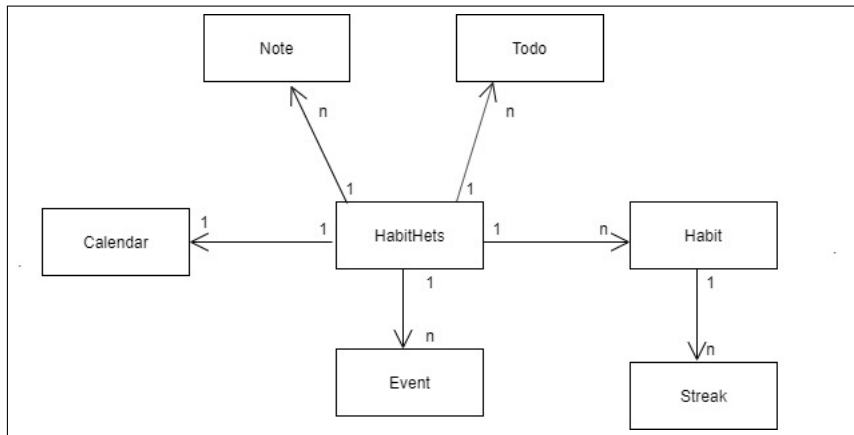 Note
Todo
n
n
1
1
Calendar
1
1
HabitHets
1
n
Habit
1
1
n
n
Event
Streak